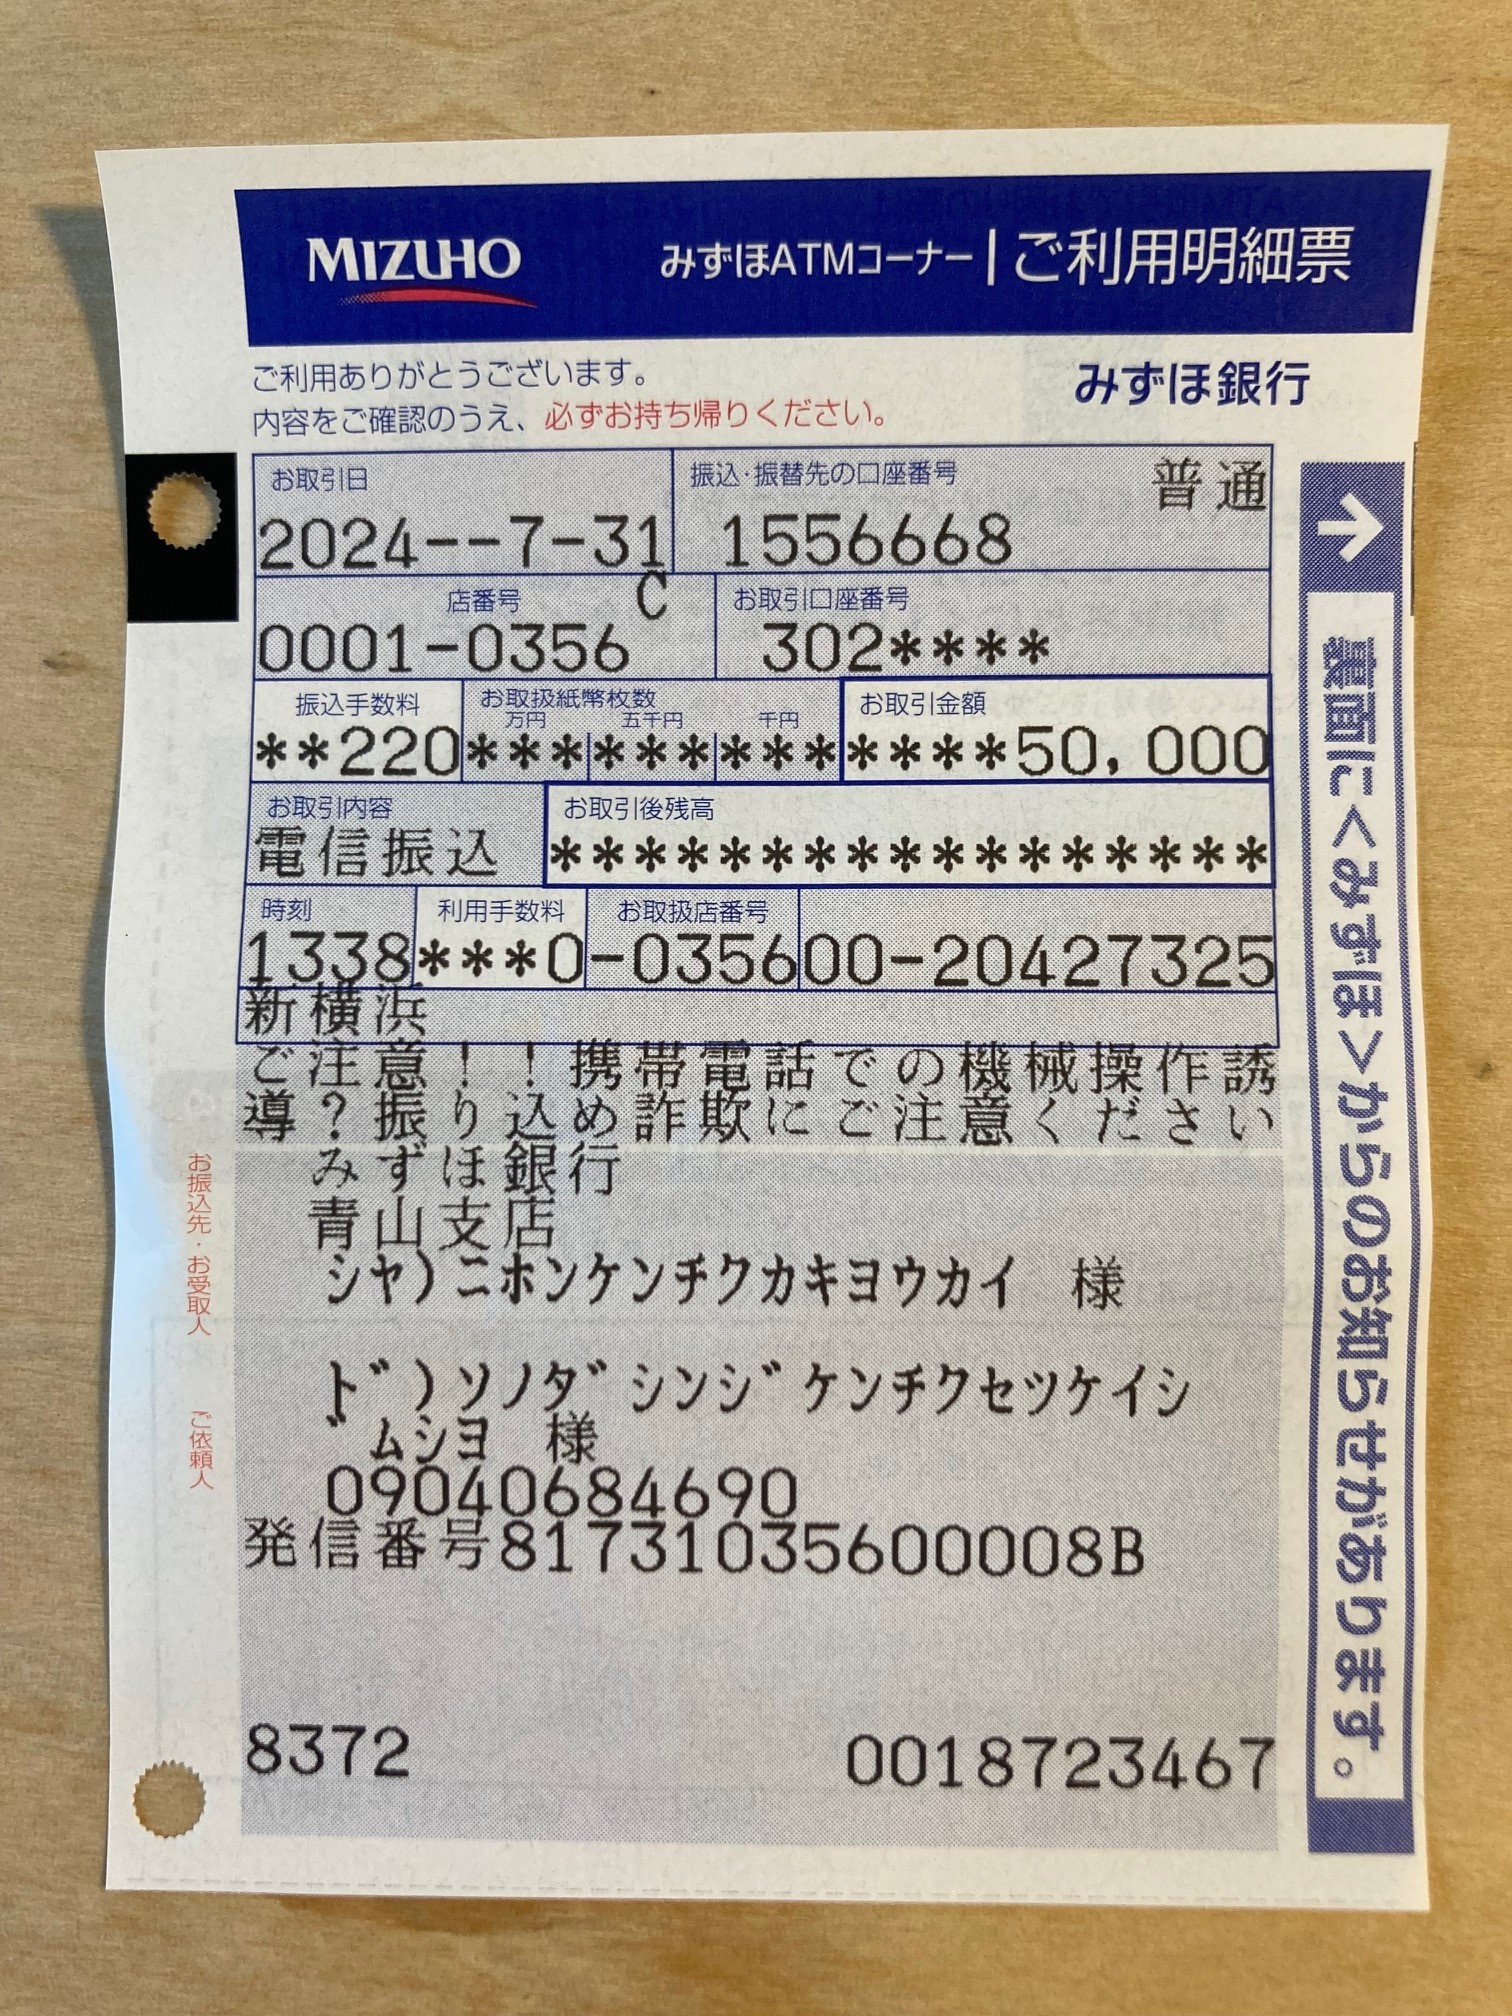 MIZUHO みずほATMコーナー|ご利用明細票
ご利用ありがとうございます。
内容をご確認のうえ、必ずお持ち帰りください。
みずほ銀行
お取引日 振込・振替先の口座番号 普通
2024--7-31 1556668
店番号 C お取引口座番号
0001-0356 302****
振込手数料 お取扱紙幣枚数 お取引金額
万円 五千円 千円
**220 *** *** *** ****50,000
お取引内容 お取引後残高
電信振込 *****************
時刻 利用手数料 お取扱店番号
1338 ***0 -0356 00-20427325
新横浜
ご注意!!携帯電話での機械操作誘
導?振り込め詐欺にご注意ください
みずほ銀行
青山支店
シヤ)ニホンケンチクカキヨウカイ 様
ド)ソノダシンジケンチクセツケイシ
゛ムシヨ 様
09040684690
発信番号81731035600008B
8372 0018723467
お振込先・お受取人
ご依頼人
→
裏面に<みずほ>からのお知らせがあります。